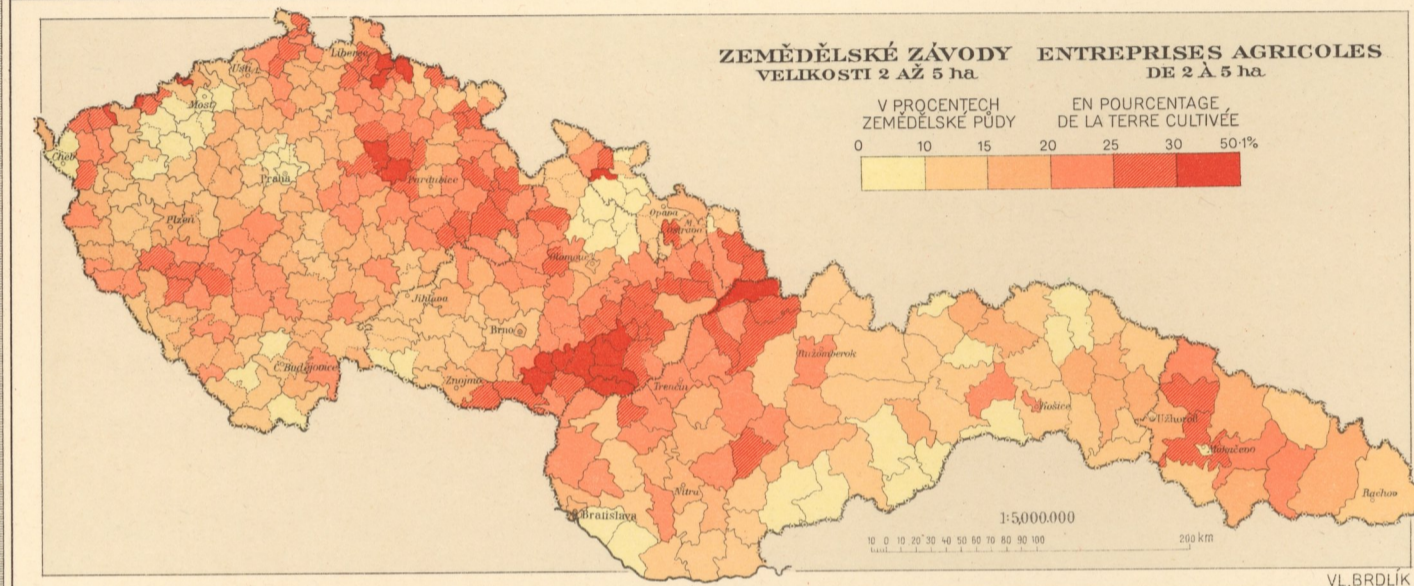 ZEMĚDĚLSKÉ ZÁVODY
VELIKOSTI 2 AŽ 5 ha
ENTREPRISES AGRICOLES
DE 2 À 5 ha
V PROCENTECH
ZEMĚDĚLSKÉ PŮDY
EN POURCENTAGE
DE LA TERRE CULTIVÉE
0 10 15 20 25 30 50·1%
Liberec
Ústí
Most
Cheb
Praha
Pardubice
Plzeň
Opava
M.
Ostrava
Olomouc
Jihlava
Brno
Č. Budějovice
Znojmo
Trenčín
Ružomberok
Košice
Užhorod
Mukačevo
Rachov
Nitra
Bratislava
1:5,000.000
10 0 10 20 30 40 50 60 70 80 90 100 200 km
VL. BRDLÍK